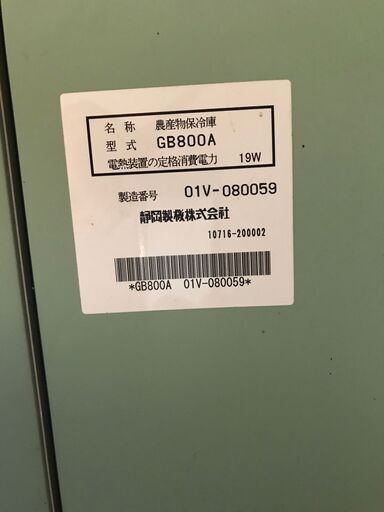 名称 農産物保冷庫
型式 GB800A
電熱装置の定格消費電力 19W
製造番号 01V-080059
静岡製機株式会社
10716-200002
*GB800A 01V-080059*